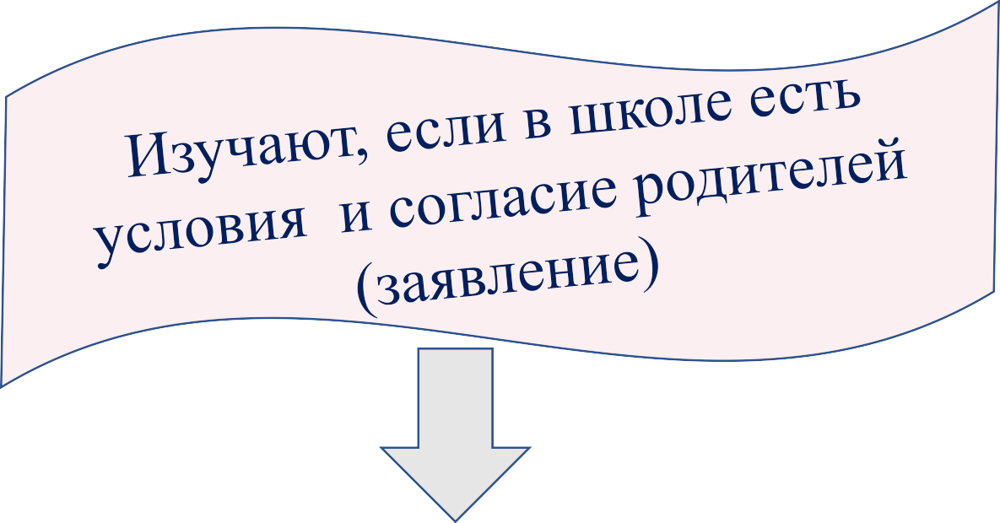 Изучают, если в школе есть
условия и согласие родителей
(заявление)